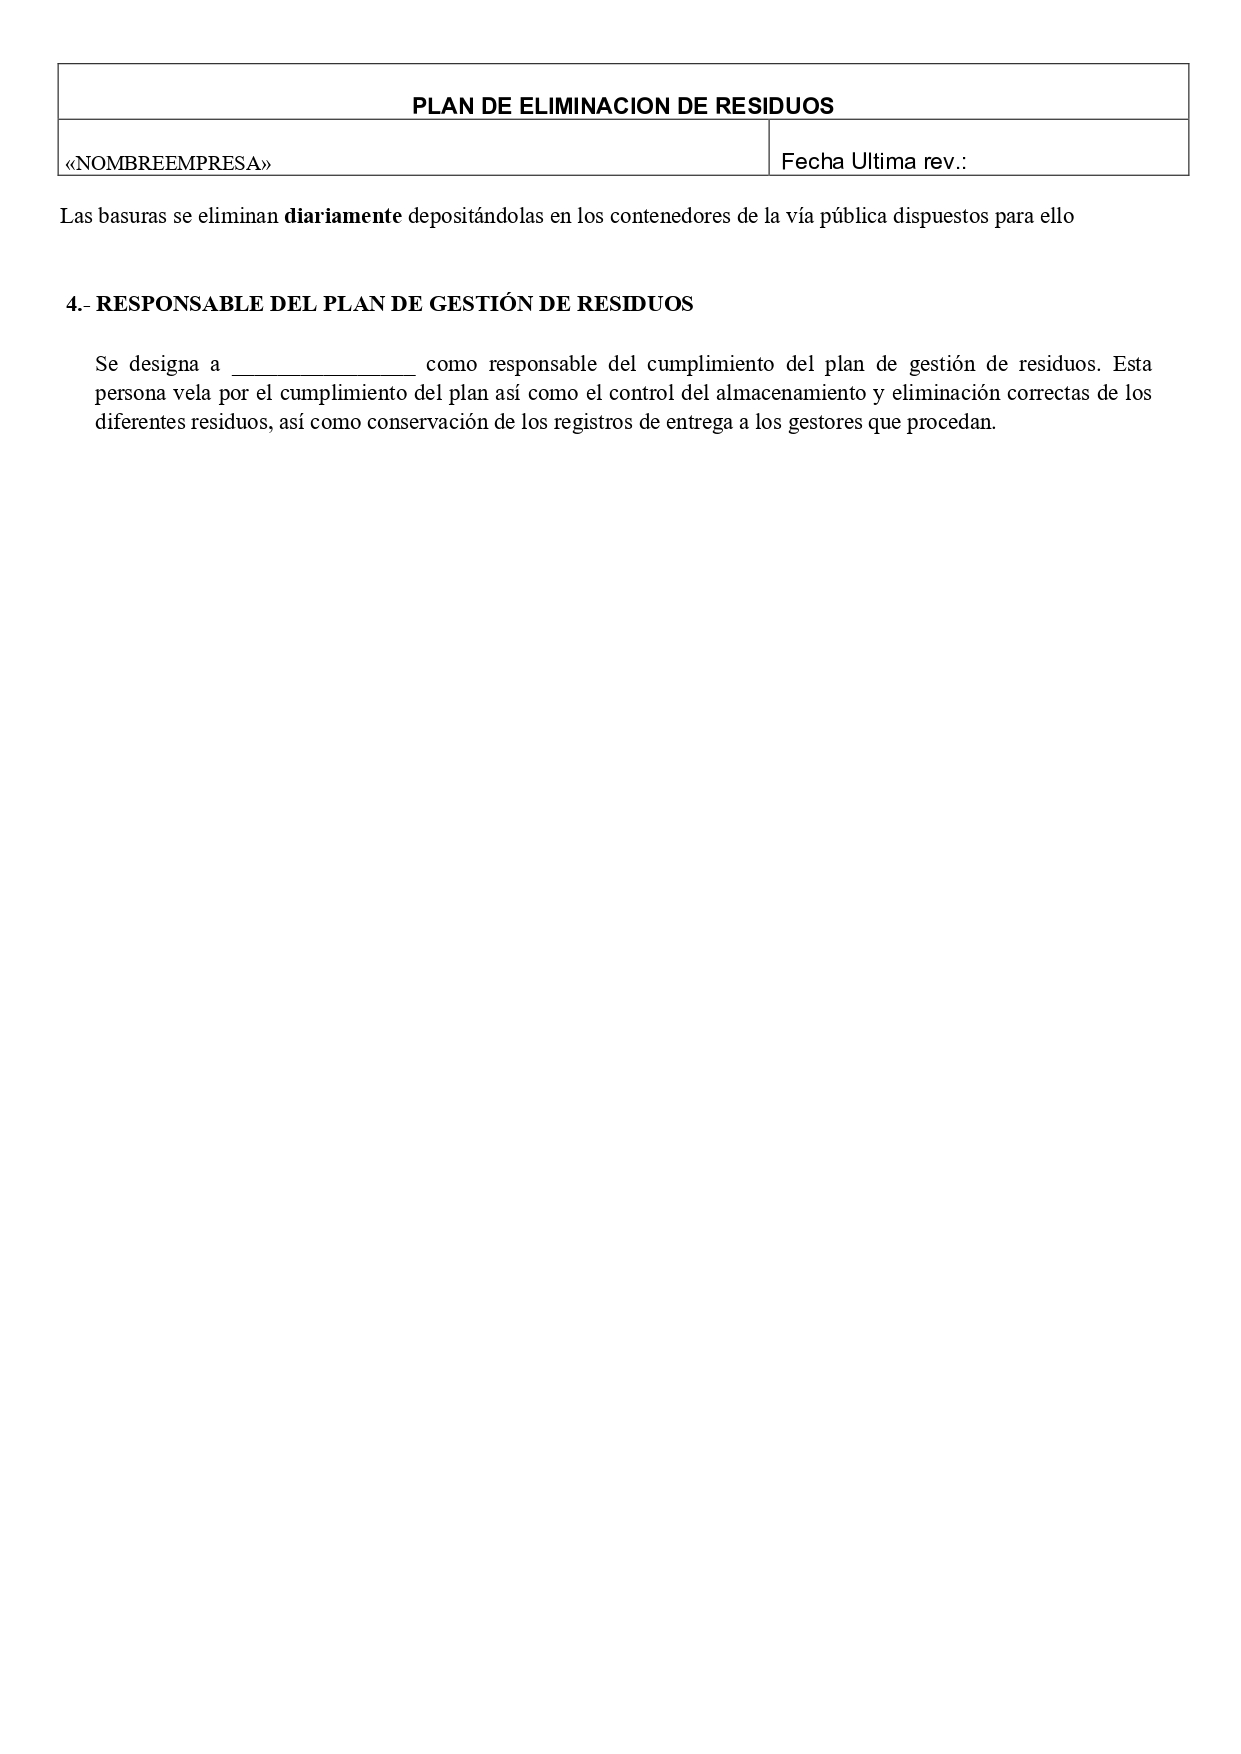 PLAN DE ELIMINACION DE RESIDUOS
«NOMBREEMPRESA»
Fecha Ultima rev.:
Las basuras se eliminan diariamente depositándolas en los contenedores de la vía pública dispuestos para ello
4.- RESPONSABLE DEL PLAN DE GESTIÓN DE RESIDUOS
Se designa a ________________ como responsable del cumplimiento del plan de gestión de residuos. Esta
persona vela por el cumplimiento del plan así como el control del almacenamiento y eliminación correctas de los
diferentes residuos, así como conservación de los registros de entrega a los gestores que procedan.